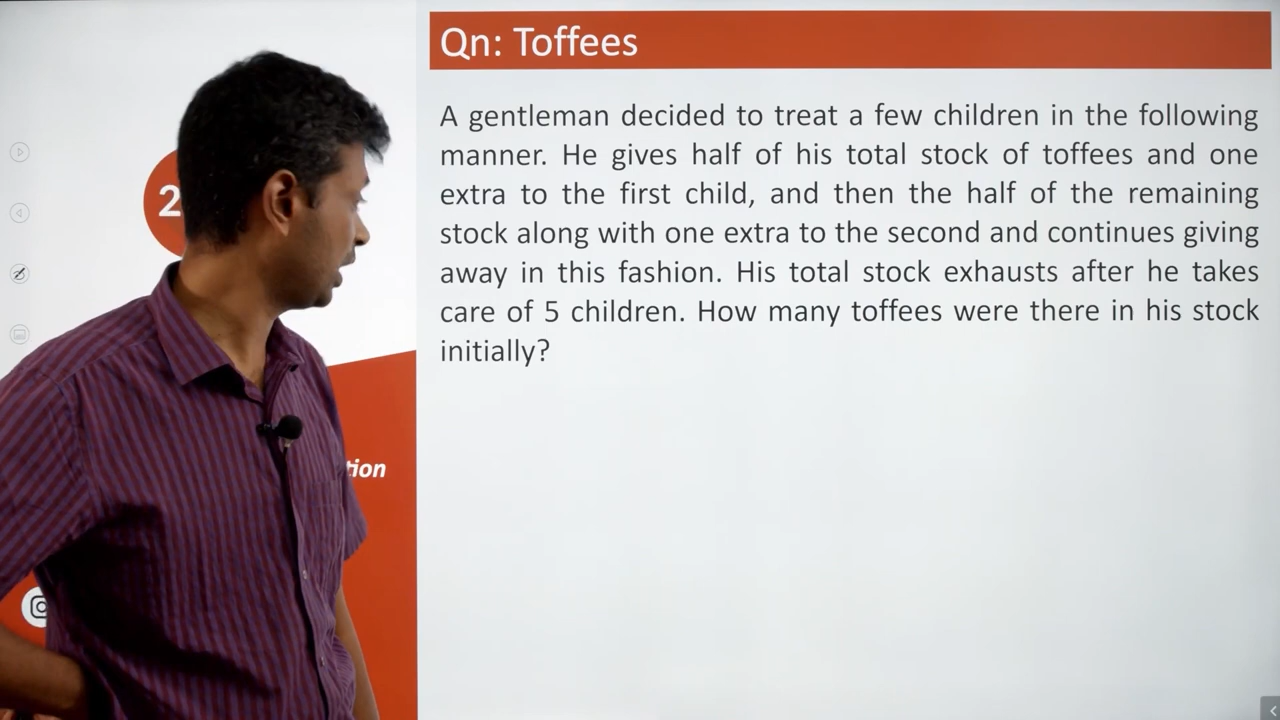 Qn: Toffees
A gentleman decided to treat a few children in the following
manner. He gives half of his total stock of toffees and one
extra to the first child, and then the half of the remaining
stock along with one extra to the second and continues giving
away in this fashion. His total stock exhausts after he takes
care of 5 children. How many toffees were there in his stock
initially?
2
tion